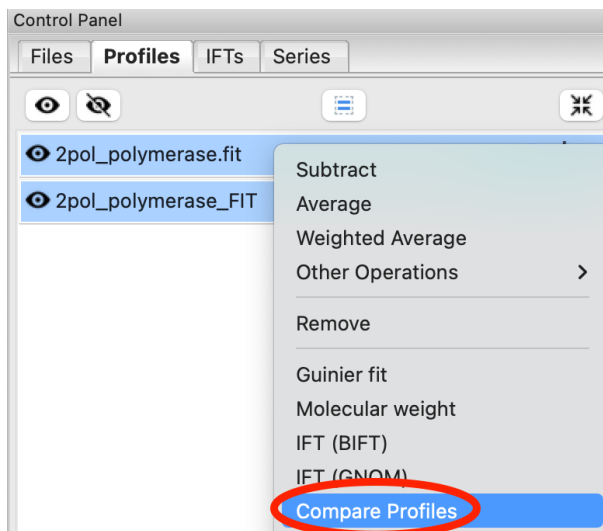 Control Panel
Files Profiles IFTs Series
2pol_polymerase.fit
2pol_polymerase_FIT
Subtract
Average
Weighted Average
Other Operations
Remove
Guinier fit
Molecular weight
IFT (BIFT)
IFT (GNOM)
Compare Profiles